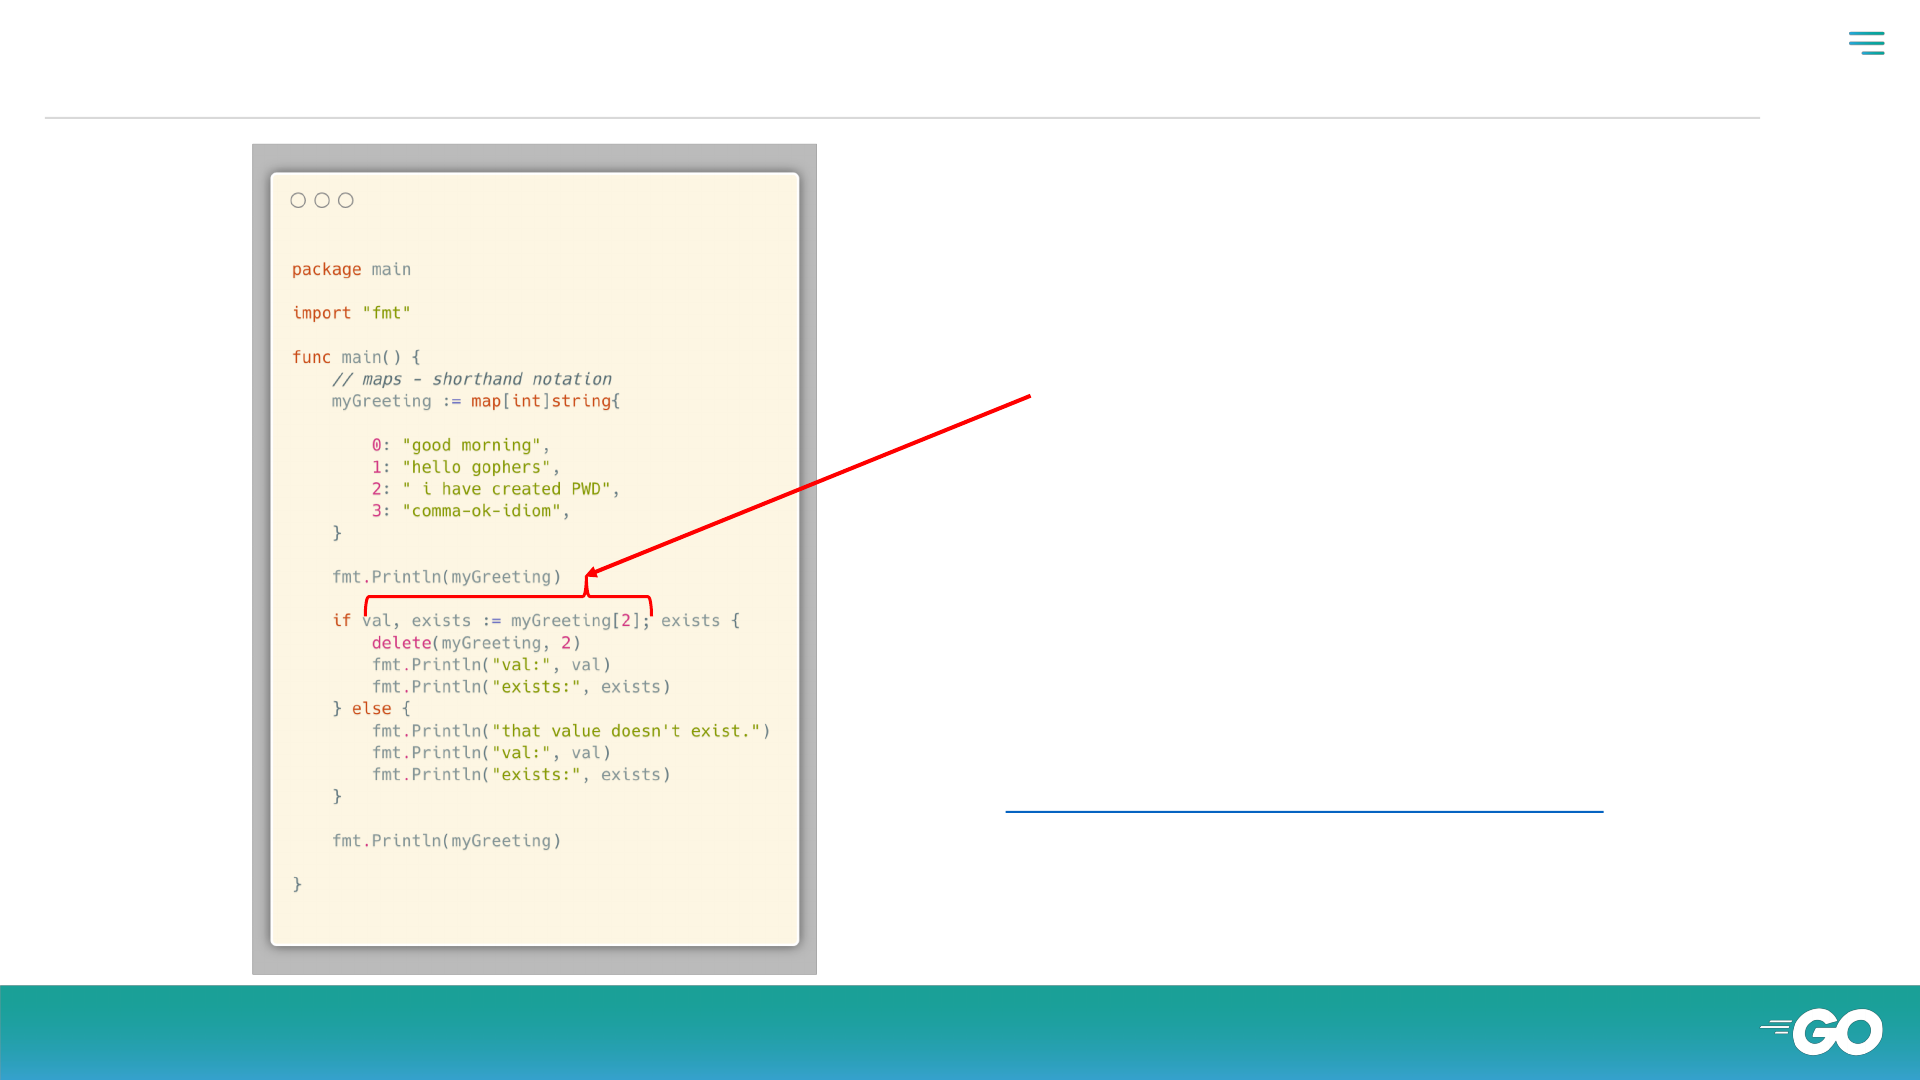 package main
import "fmt"
func main() {
// maps - shorthand notation
myGreeting := map[int]string{
0: "good morning",
1: "hello gophers",
2: " i have created PWD",
3: "comma-ok-idiom",
}
fmt.Println(myGreeting)
if val, exists := myGreeting[2]; exists {
delete(myGreeting, 2)
fmt.Println("val:", val)
fmt.Println("exists:", exists)
} else {
fmt.Println("that value doesn't exist.")
fmt.Println("val:", val)
fmt.Println("exists:", exists)
}
fmt.Println(myGreeting)
}
GO